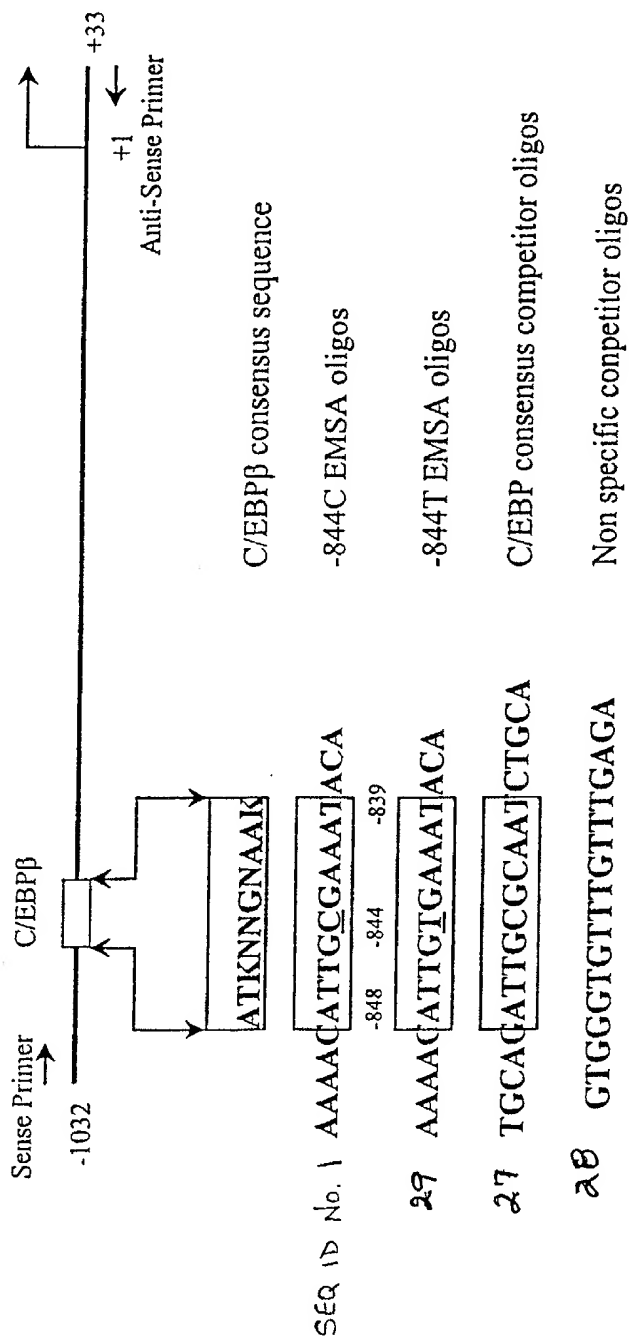 Sense Primer
C/EBPβ
-1032
+1
+33
Anti-Sense Primer
ATKNNGNAAK C/EBPβ consensus sequence
SEQ ID No. 1 AAAACATTGCGAAATACA -844C EMSA oligos
-848 -844 -839
29 AAAAGATTGTGAAATACA -844T EMSA oligos
27 TGCAGATTGCGCAATCTGCA C/EBP consensus competitor oligos
28 GTGGGTGTTTGTTTGAGA Non specific conpetitor oligos